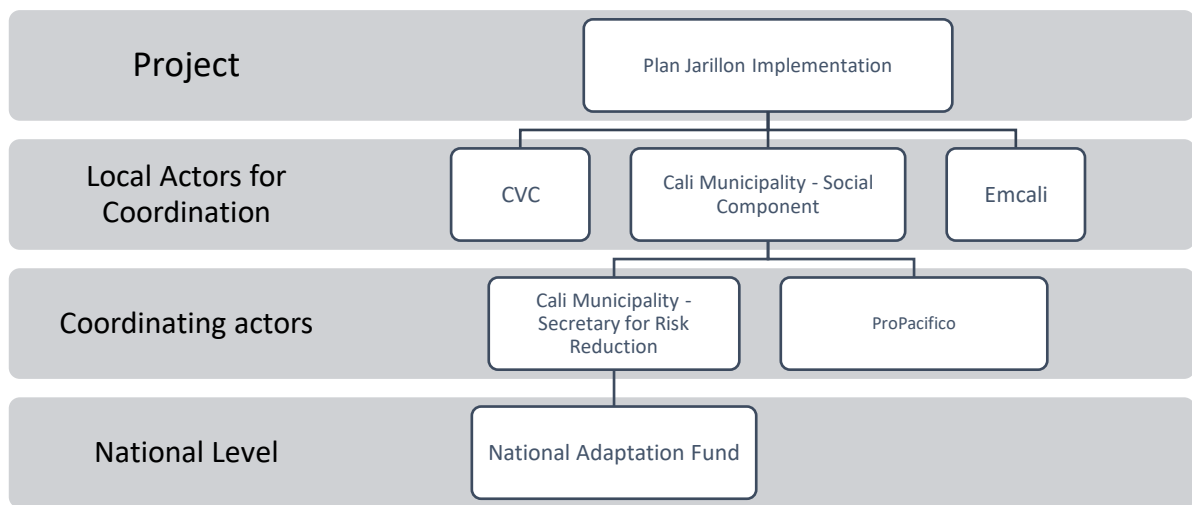 Project
Plan Jarillon Implementation
Local Actors for
Coordination
CVC
Cali Municipality - Social
Component
Emcali
Coordinating actors
Cali Municipality -
Secretary for Risk
Reduction
ProPacifico
National Level
National Adaptation Fund